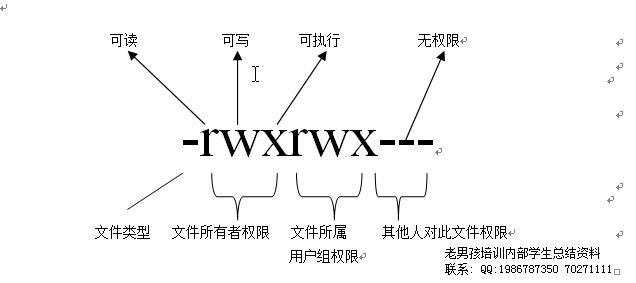 可读 可写 可执行 无权限
-rwxrwx---
文件类型 文件所有者权限 文件所属 其他人对此文件权限
用户组权限
老男孩培训内部学生总结资料
联系: QQ:1986787350 70271111